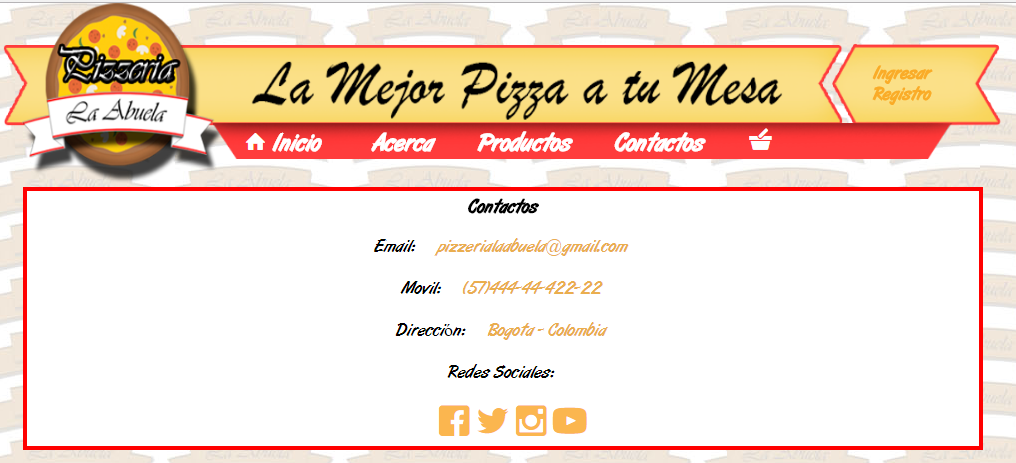 Pizzeria
La Abuela
La Mejor Pizza a tu Mesa
Ingresar
Registro
Inicio Acerca Productos Contactos
Contactos
Email: pizzerialaabuela@gmail.com
Movil: (57)444-44-422-22
Dirección: Bogota - Colombia
Redes Sociales: